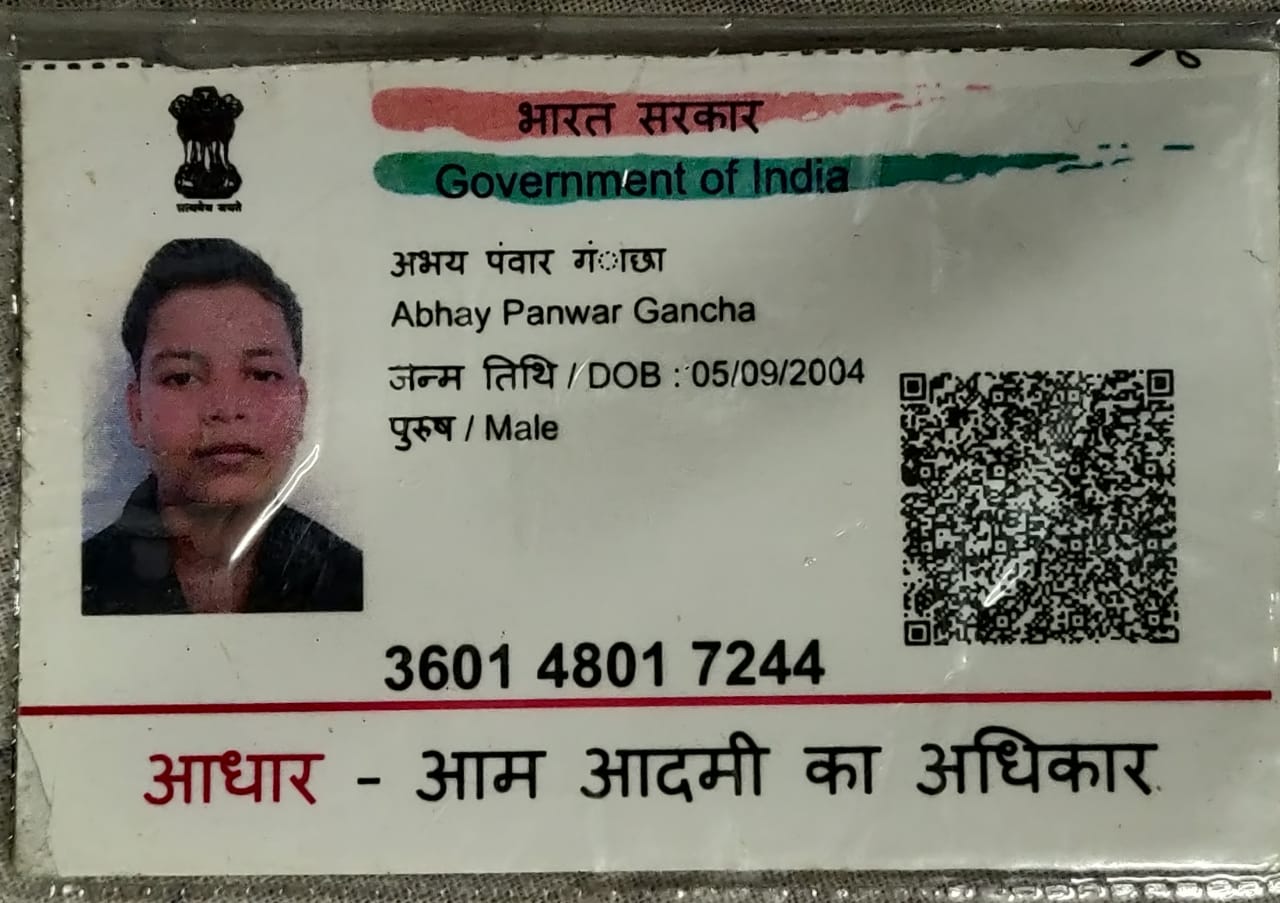 भारत सरकार
Government of India
सत्यमेव जयते
अभय पंवार गंाछा
Abhay Panwar Gancha
जन्म तिथि / DOB : 05/09/2004
पुरुष / Male
3601 4801 7244
आधार - आम आदमी का अधिकार